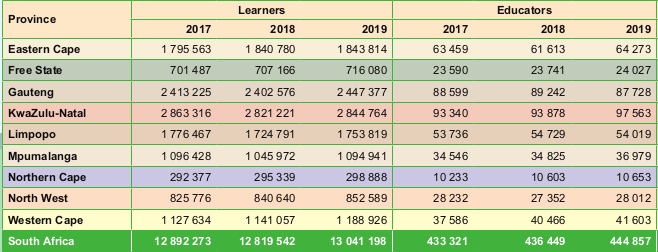 Province Learners Educators
2017 2018 2019 2017 2018 2019
Eastern Cape 1 795 563 1 840 780 1 843 814 63 459 61 613 64 273
Free State 701 487 707 166 716 080 23 590 23 741 24 027
Gauteng 2 413 225 2 402 576 2 447 377 88 599 89 242 87 728
KwaZulu-Natal 2 863 316 2 821 221 2 844 764 93 340 93 878 97 563
Limpopo 1 776 467 1 724 791 1 753 819 53 736 54 729 54 019
Mpumalanga 1 096 428 1 045 972 1 094 941 34 546 34 825 36 979
Northern Cape 292 377 295 339 298 888 10 233 10 603 10 653
North West 825 776 840 640 852 589 28 232 27 352 28 012
Western Cape 1 127 634 1 141 057 1 188 926 37 586 40 466 41 603
South Africa 12 892 273 12 819 542 13 041 198 433 321 436 449 444 857